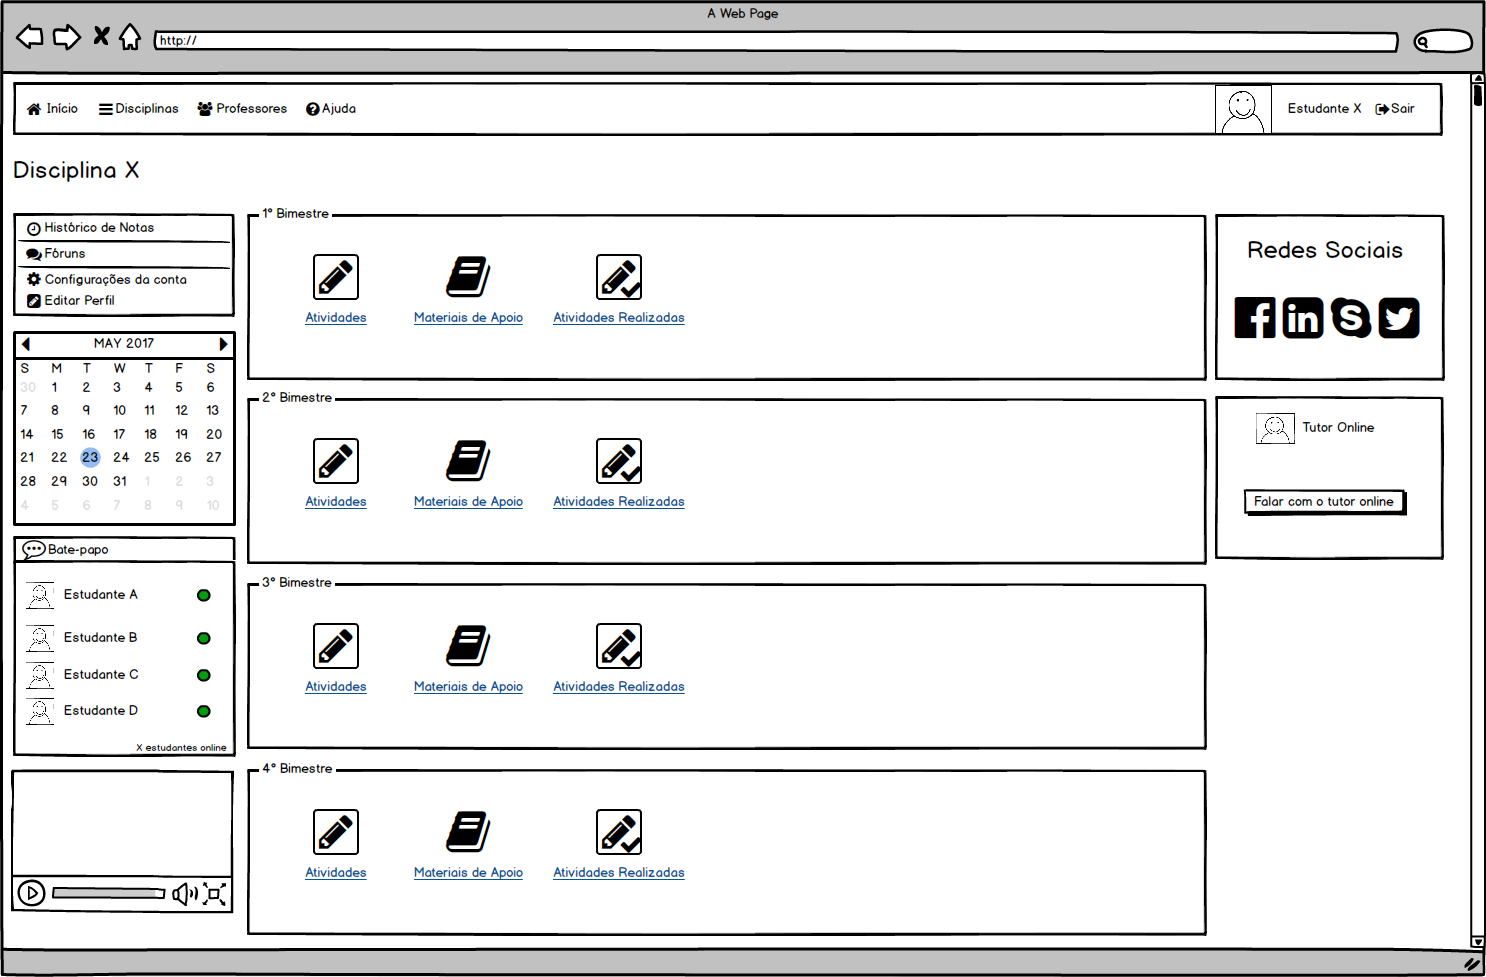 A Web Page
http://
Início Disciplinas Professores Ajuda Estudante X Sair
Disciplina X
Histórico de Notas
Fóruns
Configurações da conta
Editar Perfil
MAY 2017
S M T W T F S
30 1 2 3 4 5 6
7 8 9 10 11 12 13
14 15 16 17 18 19 20
21 22 23 24 25 26 27
28 29 30 31 1 2 3
4 5 6 7 8 9 10
Bate-papo
Estudante A
Estudante B
Estudante C
Estudante D
X estudantes online
1º Bimestre
Atividades Materiais de Apoio Atividades Realizadas
2º Bimestre
Atividades Materiais de Apoio Atividades Realizadas
3º Bimestre
Atividades Materiais de Apoio Atividades Realizadas
4º Bimestre
Atividades Materiais de Apoio Atividades Realizadas
Redes Sociais
Tutor Online
Falar com o tutor online